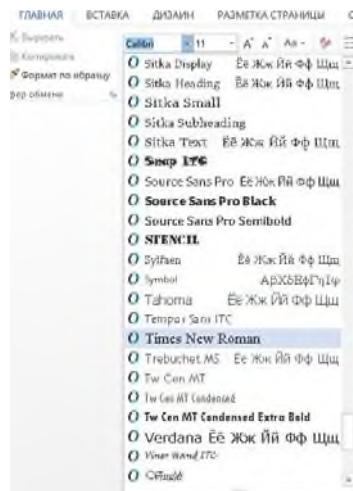 ГЛАВНАЯ ВСТАВКА ДИЗАЙН РАЗМЕТКА СТРАНИЦЫ
Вырезать
Копировать
Формат по образцу
фер обмена
Calibri 11 Aa
Sitka Display Ёё Жж Йй Фф Щщ
Sitka Heading Ёё Жж Йй Фф Щщ
Sitka Small
Sitka Subheading
Sitka Text Ёё Жж Йй Фф Щщ
Snap ITC
Source Sans Pro Ёё Жж Йй Фф Щщ
Source Sans Pro Black
Source Sans Pro Semibold
STENCIL
Sylfaen Ёё Жж Йй Фф Щщ
Symbol
Tahoma Ёё Жж Йй Фф Щщ
Tempus Sans ITC
Times New Roman
Trebuchet MS Ёё Жж Йй Фф Щщ
Tw Cen MT
Tw Cen MT Condensed
Tw Cen MT Condensed Extra Bold
Verdana Ёё Жж Йй Фф Щщ
Viner Hand ITC
Vivaldi